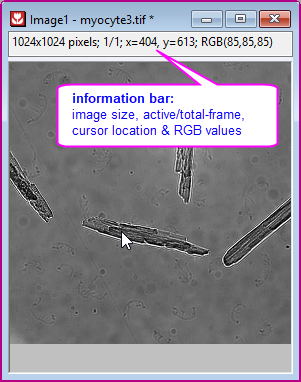 Image1 - myocyte3.tif *
1024x1024 pixels; 1/1; x=404, y=613; RGB(85,85,85)
information bar:
image size, active/total-frame,
cursor location & RGB values